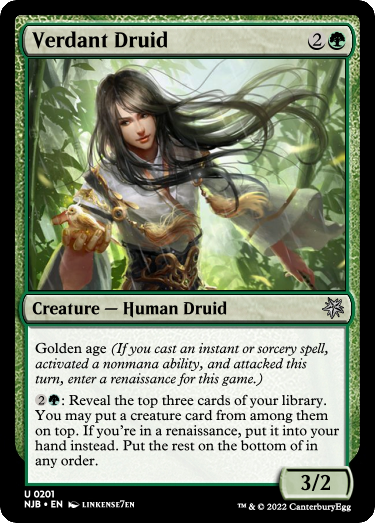 Verdant Druid 2
Creature — Human Druid
Golden age (If you cast an instant or sorcery spell,
activated a nonmana ability, and attacked this
turn, enter a renaissance for this game.)
2: Reveal the top three cards of your library.
You may put a creature card from among them
on top. If you're in a renaissance, put it into your
hand instead. Put the rest on the bottom of in
any order.
3/2
U 0201
NJB • EN LINKENSE7EN
™ & © 2022 CanterburyEgg